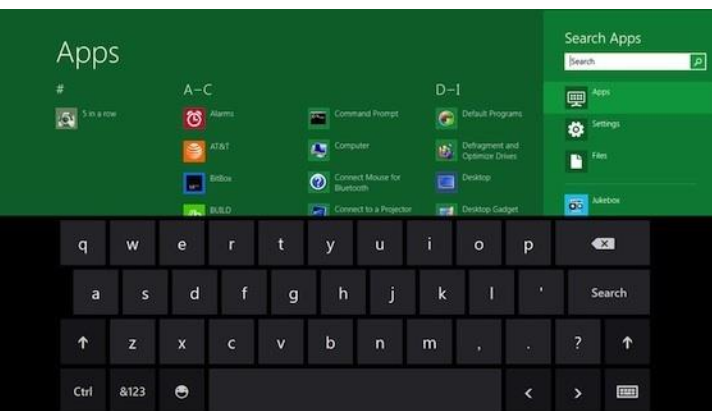 Apps
Search Apps
Search
# A-C D-I
5 in a row Alarms Command Prompt Default Programs Apps
AT&T Computer Defragment and
Optimize Drives Settings
BitBox Connect Mouse for
Bluetooth Desktop Files
BUILD Connect to a Projector Desktop Gadget Jukebox
q w e r t y u i o p
a s d f g h j k l ' Search
z x c v b n m , . ?
Ctrl &123 < >